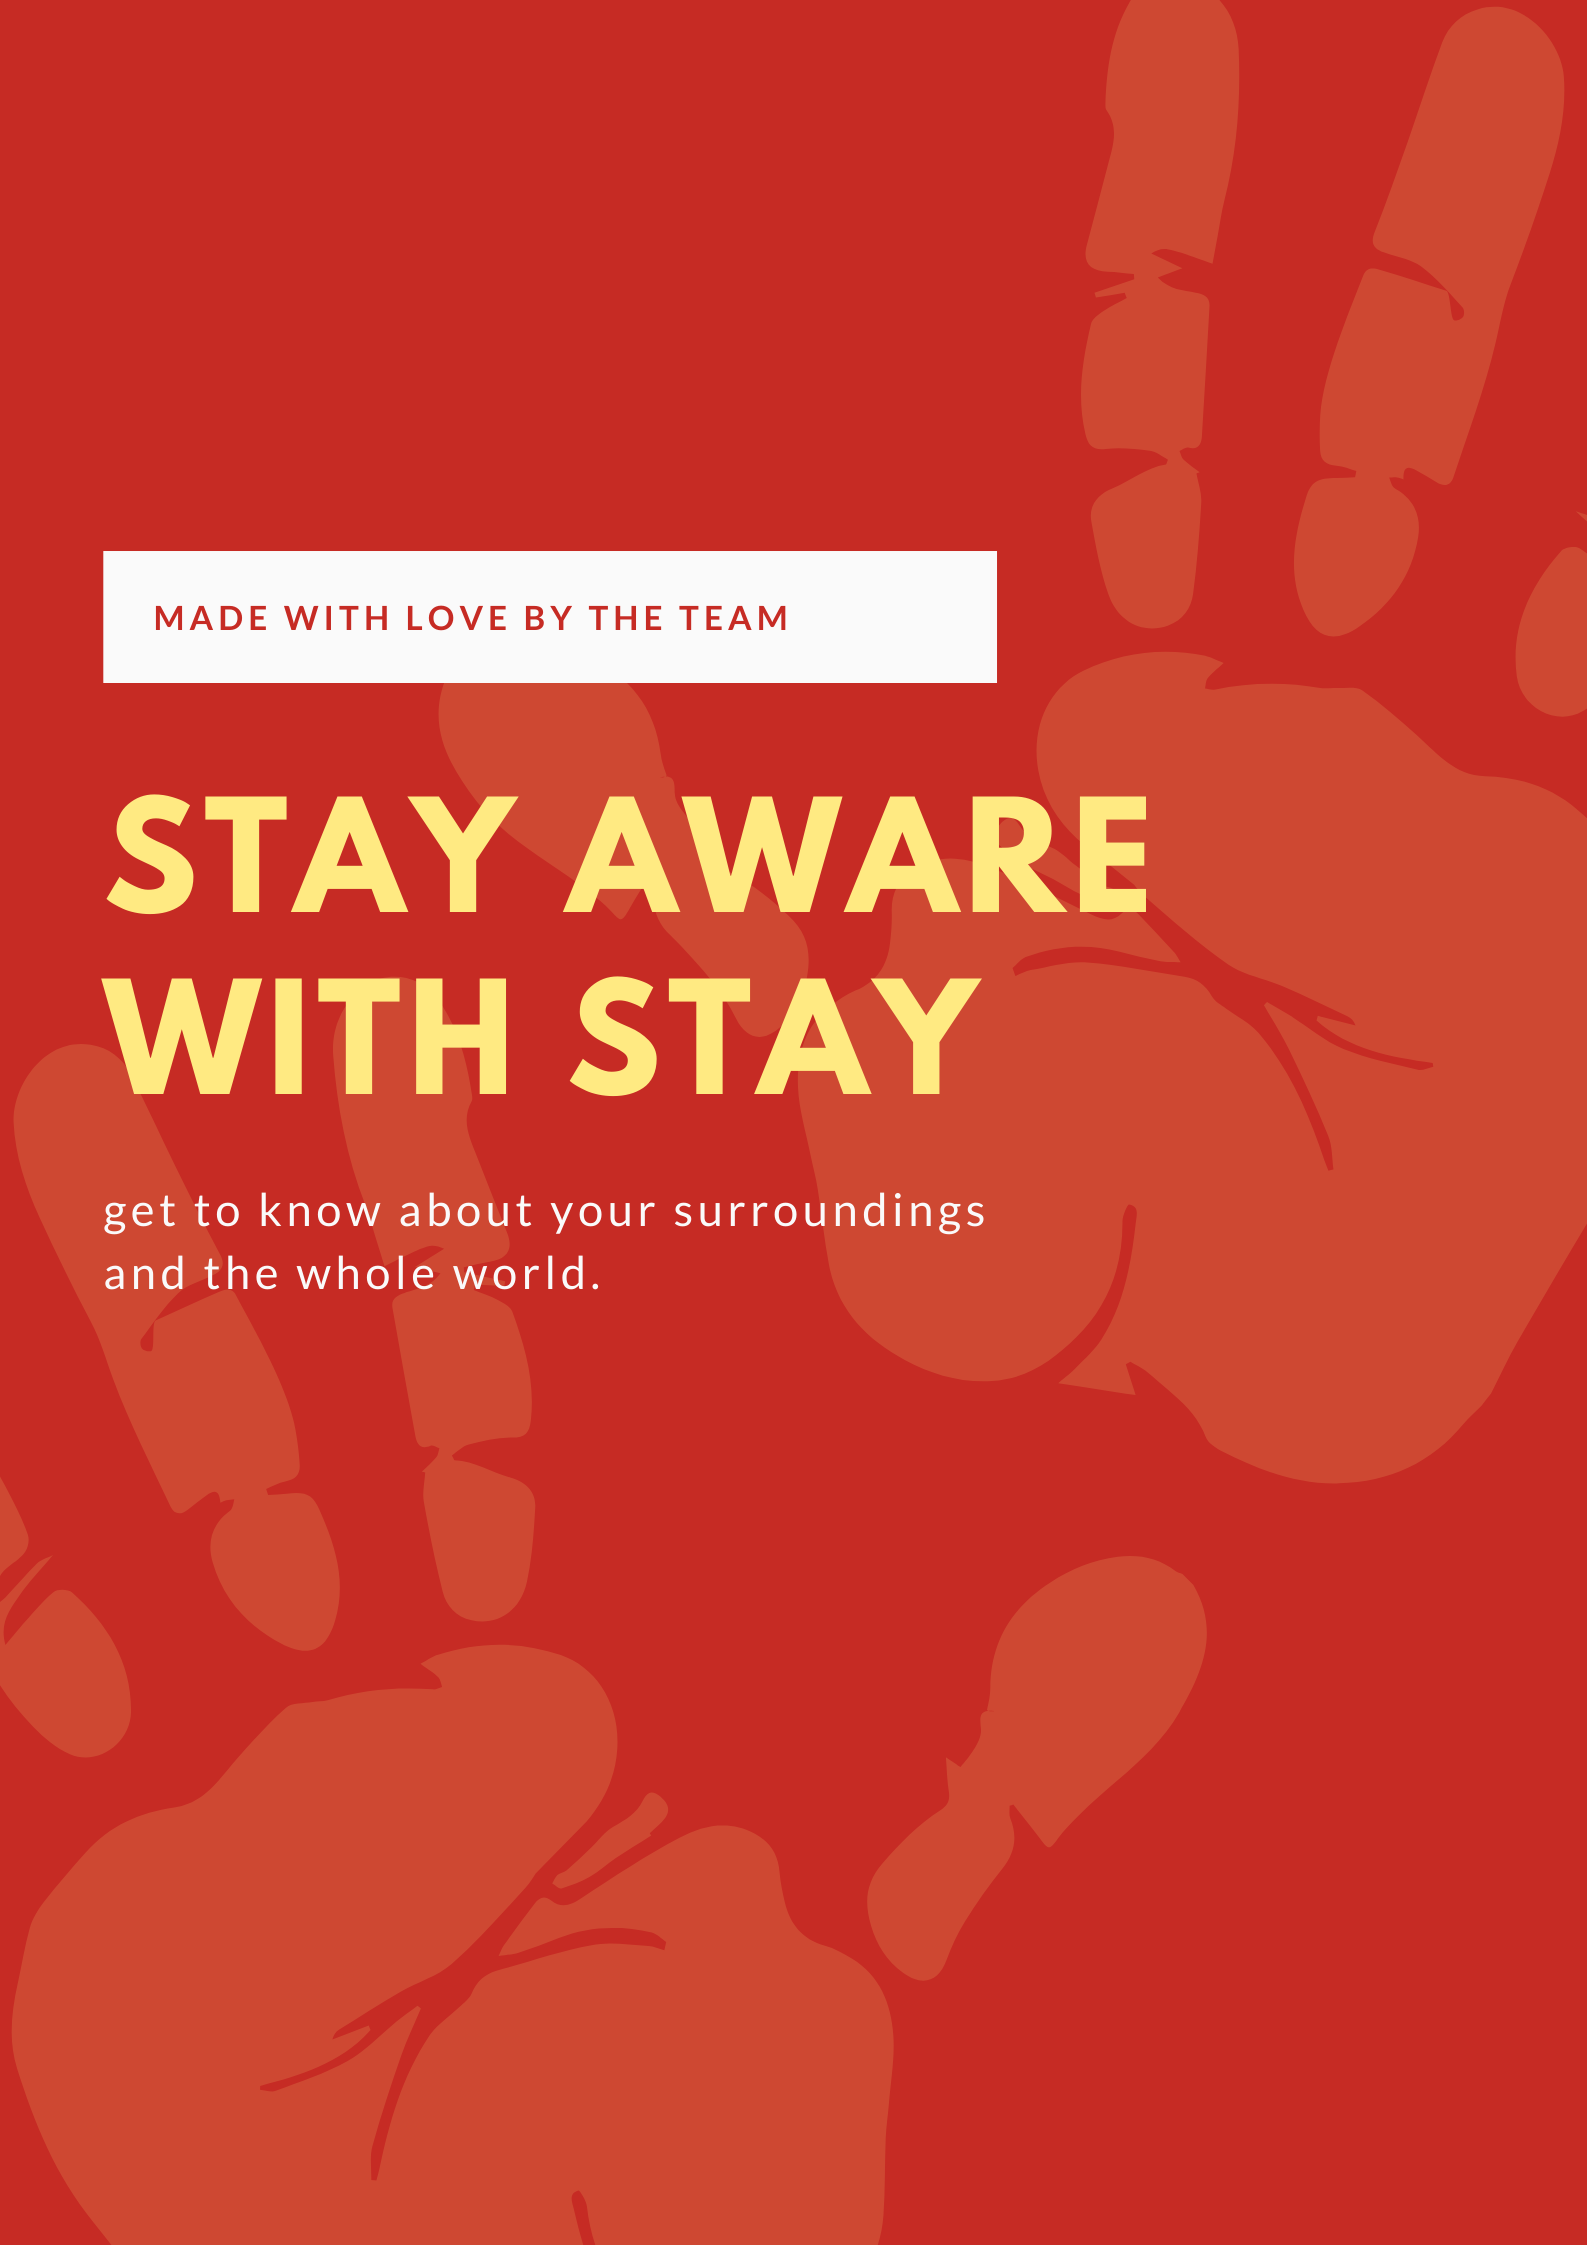 MADE WITH LOVE BY THE TEAM
STAY AWARE
WITH STAY
get to know about your surroundings
and the whole world.